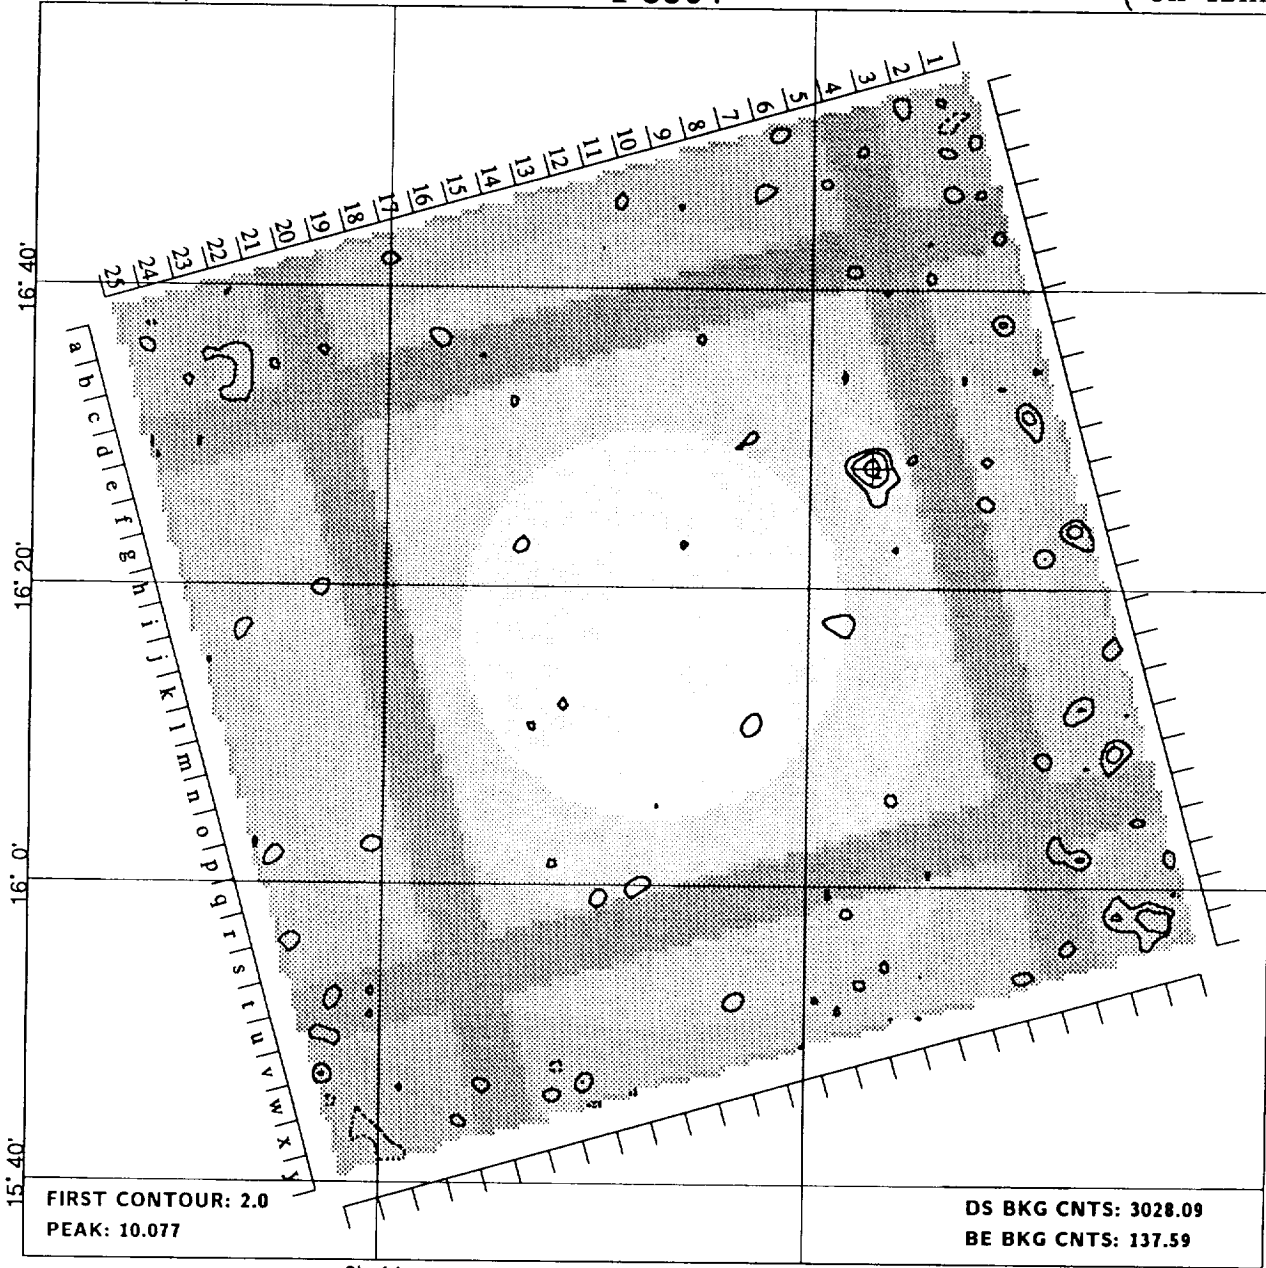 1 2 3 4 5 6 7 8 9 10 11 12 13 14 15 16 17 18 19 20 21 22 23 24 25
16° 40'
a b c d e f g h i j k l m n o p q r s t u v w x y
16° 20'
16° 0'
15° 40'
FIRST CONTOUR: 2.0
PEAK: 10.077
DS BKG CNTS: 3028.09
BE BKG CNTS: 137.59